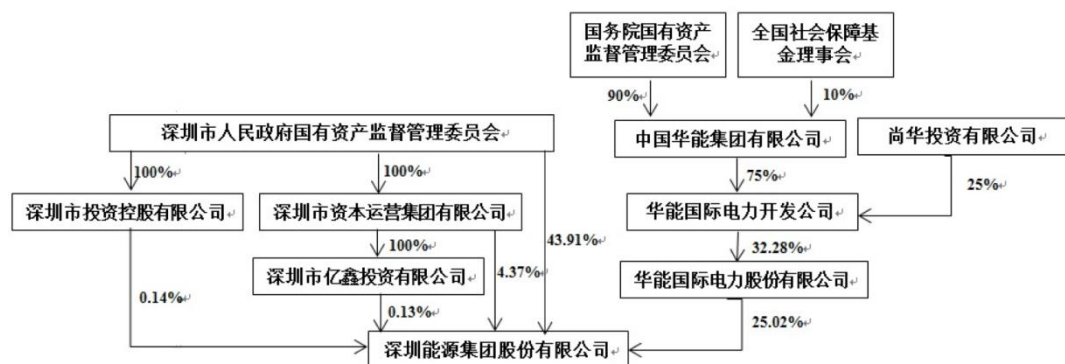 国务院国有资产
监督管理委员会
全国社会保障基
金理事会
90%
10%
深圳市人民政府国有资产监督管理委员会
中国华能集团有限公司
尚华投资有限公司
100%
100%
75%
25%
深圳市投资控股有限公司
深圳市资本运营集团有限公司
华能国际电力开发公司
100%
43.91%
32.28%
4.37%
深圳市亿鑫投资有限公司
华能国际电力股份有限公司
0.14%
0.13%
25.02%
深圳能源集团股份有限公司